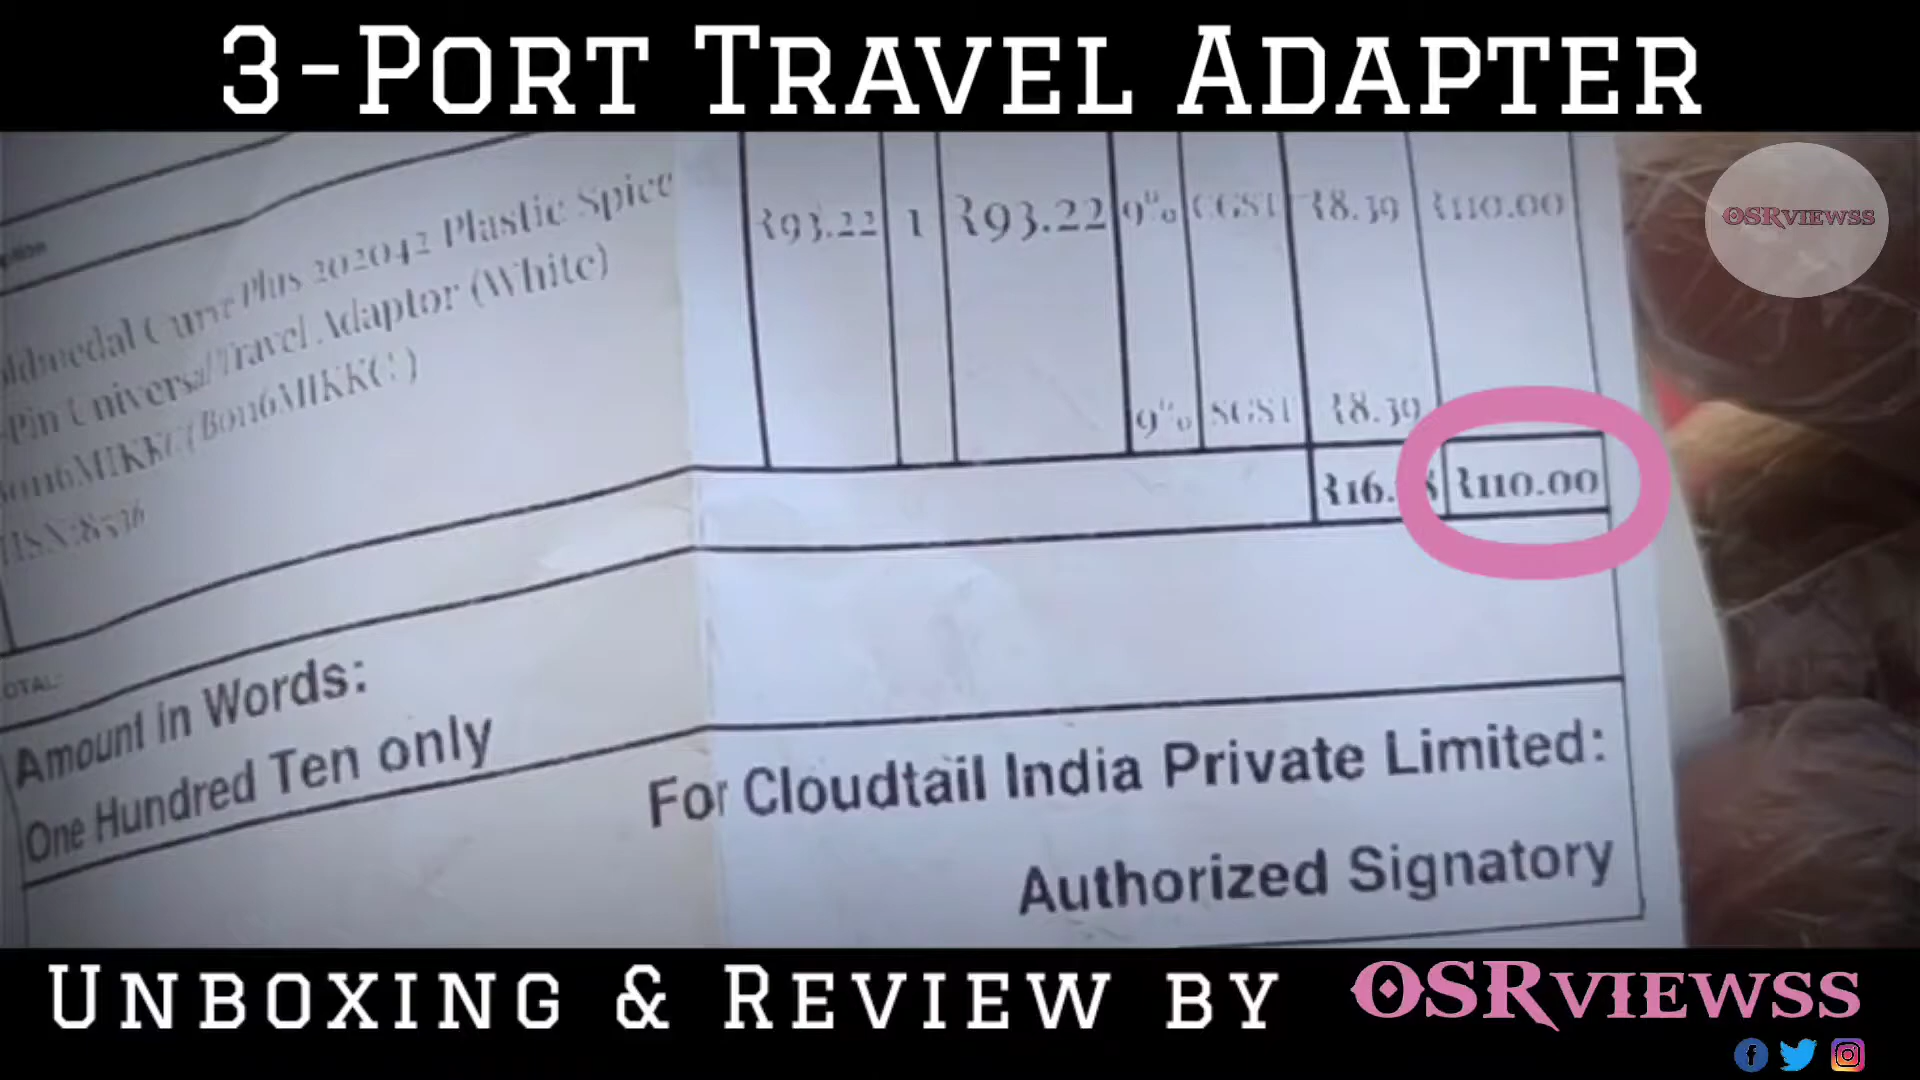 3-PORT TRAVEL ADAPTER
OSRVIEWSS
Plus 202042 Plastic Spice
Travel Adaptor (White)
₹93.22 1 ₹93.22 9% CGST ₹8.39 ₹110.00
9% SGST ₹8.39
₹110.00
Amount in Words:
One Hundred Ten only
For Cloudtail India Private Limited:
Authorized Signatory
UNBOXING & REVIEW BY OSRVIEWSS